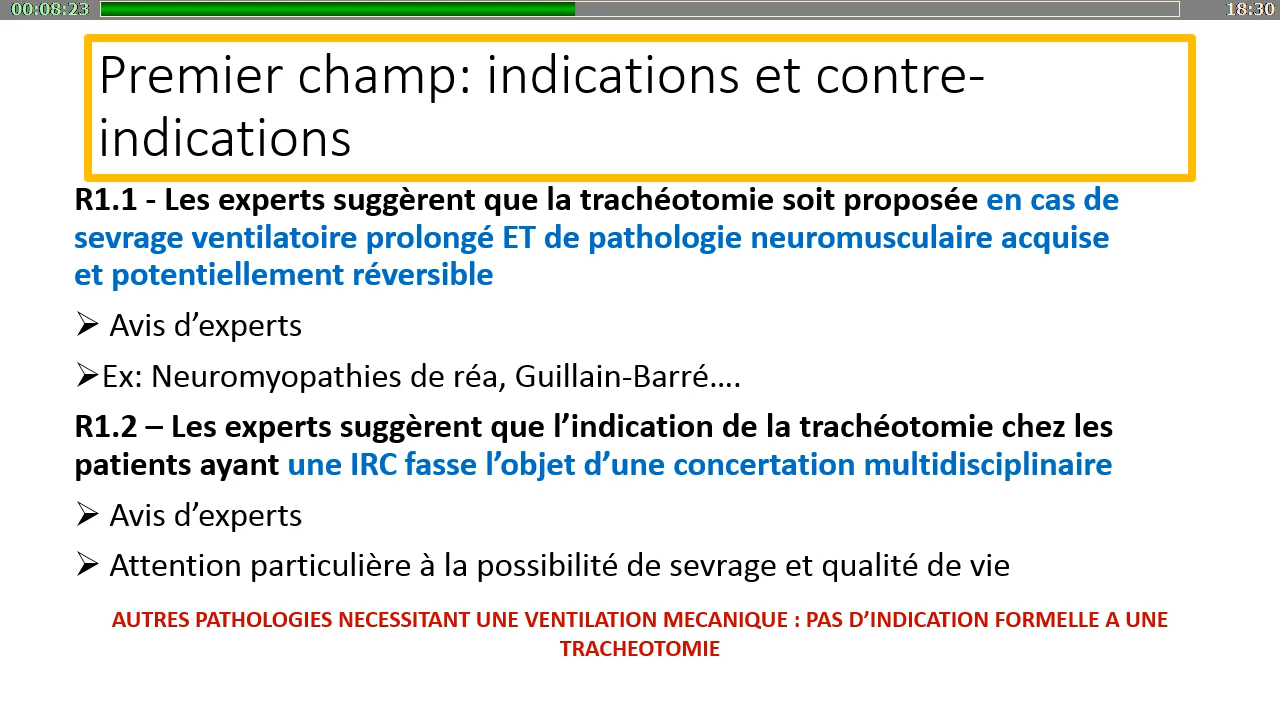 00:08:23 18:30
Premier champ: indications et contre-
indications
R1.1 - Les experts suggèrent que la trachéotomie soit proposée en cas de
sevrage ventilatoire prolongé ET de pathologie neuromusculaire acquise
et potentiellement réversible
➢ Avis d’experts
➢Ex: Neuromyopathies de réa, Guillain-Barré….
R1.2 – Les experts suggèrent que l’indication de la trachéotomie chez les
patients ayant une IRC fasse l’objet d’une concertation multidisciplinaire
➢ Avis d’experts
➢ Attention particulière à la possibilité de sevrage et qualité de vie
AUTRES PATHOLOGIES NECESSITANT UNE VENTILATION MECANIQUE : PAS D’INDICATION FORMELLE A UNE
TRACHEOTOMIE